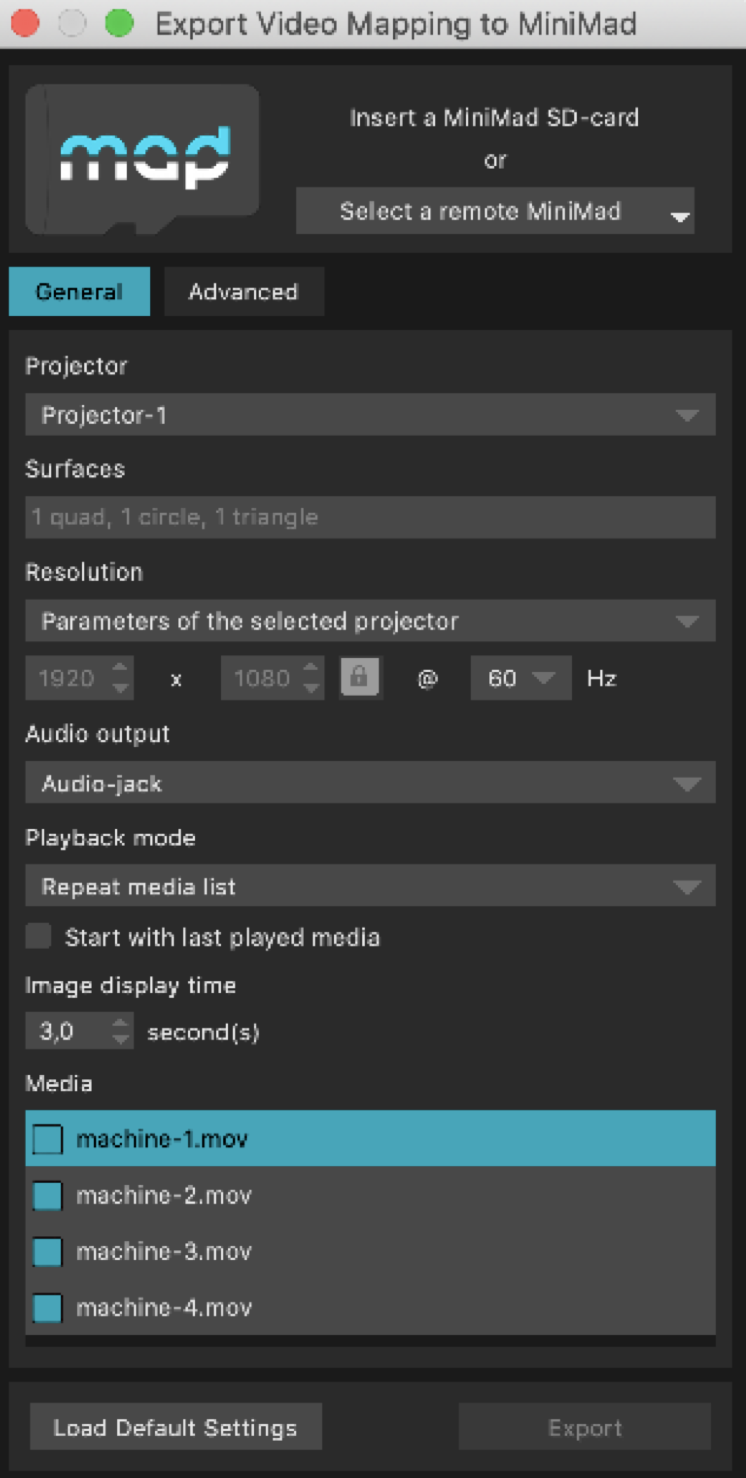 Export Video Mapping to MiniMad
map
Insert a MiniMad SD-card
or
Select a remote MiniMad
General Advanced
Projector
Projector-1
Surfaces
1 quad, 1 circle, 1 triangle
Resolution
Parameters of the selected projector
1920 x 1080 @ 60 Hz
Audio output
Audio-jack
Playback mode
Repeat media list
Start with last played media
Image display time
3,0 second(s)
Media
machine-1.mov
machine-2.mov
machine-3.mov
machine-4.mov
Load Default Settings Export